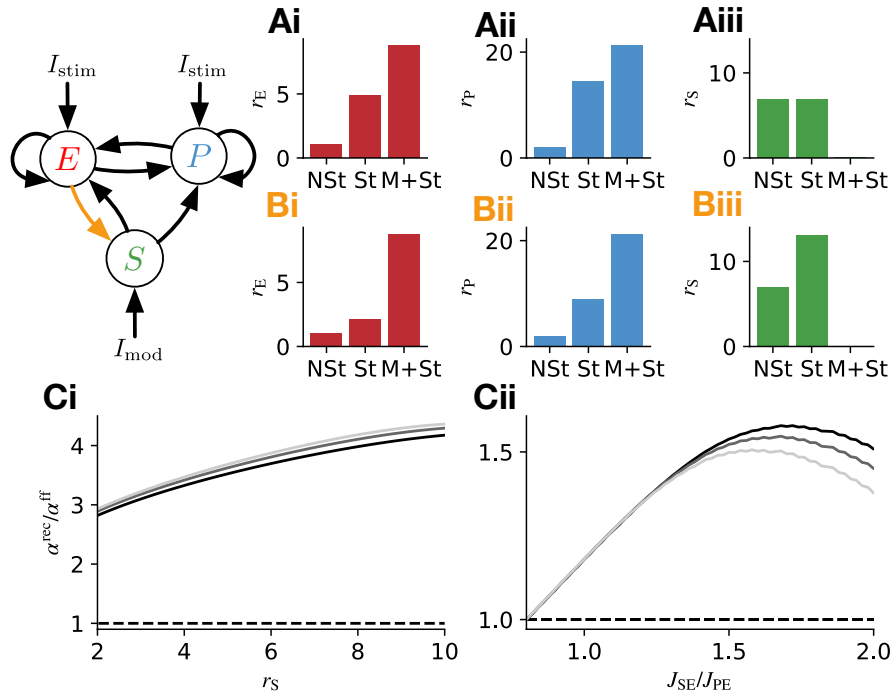 Ai
Aii
Aiii
I_stim
I_stim
E
P
S
I_mod
r_E
5
0
NSt St M+St
r_P
20
0
NSt St M+St
r_S
10
0
NSt St M+St
Bi
Bii
Biii
r_E
5
0
NSt St M+St
r_P
20
0
NSt St M+St
r_S
10
0
NSt St M+St
Ci
α^rec/α^ff
4
3
2
1
2 4 6 8 10
r_S
Cii
1.5
1.0
1.0 1.5 2.0
J_SE/J_PE